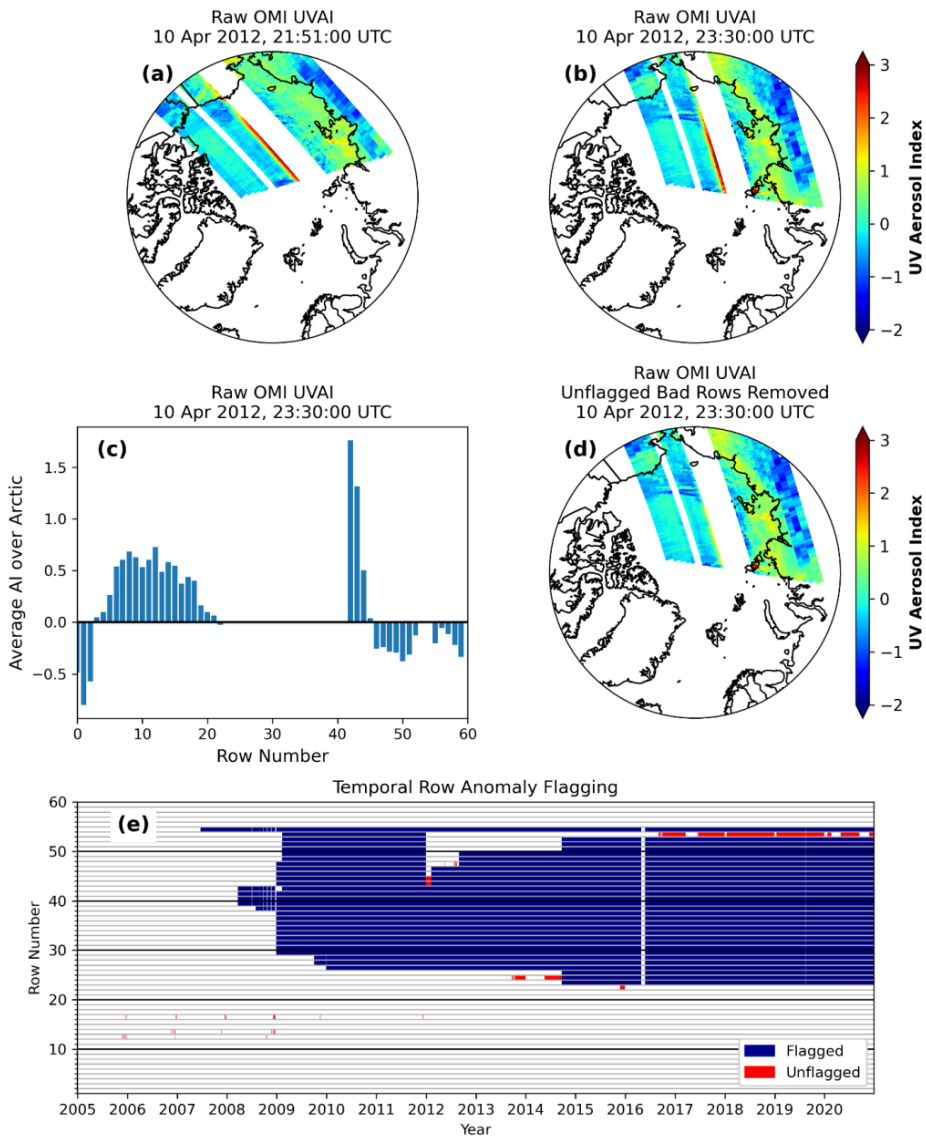 Raw OMI UVAI
10 Apr 2012, 21:51:00 UTC
(a)
Raw OMI UVAI
10 Apr 2012, 23:30:00 UTC
(b)
3
2
1
0
−1
−2
UV Aerosol Index
Raw OMI UVAI
10 Apr 2012, 23:30:00 UTC
(c)
1.5
1.0
0.5
0.0
−0.5
Average AI over Arctic
0 10 20 30 40 50 60
Row Number
Raw OMI UVAI
Unflagged Bad Rows Removed
10 Apr 2012, 23:30:00 UTC
(d)
3
2
1
0
−1
−2
UV Aerosol Index
Temporal Row Anomaly Flagging
(e)
60
50
40
30
20
10
Row Number
Flagged
Unflagged
2005 2006 2007 2008 2009 2010 2011 2012 2013 2014 2015 2016 2017 2018 2019 2020
Year